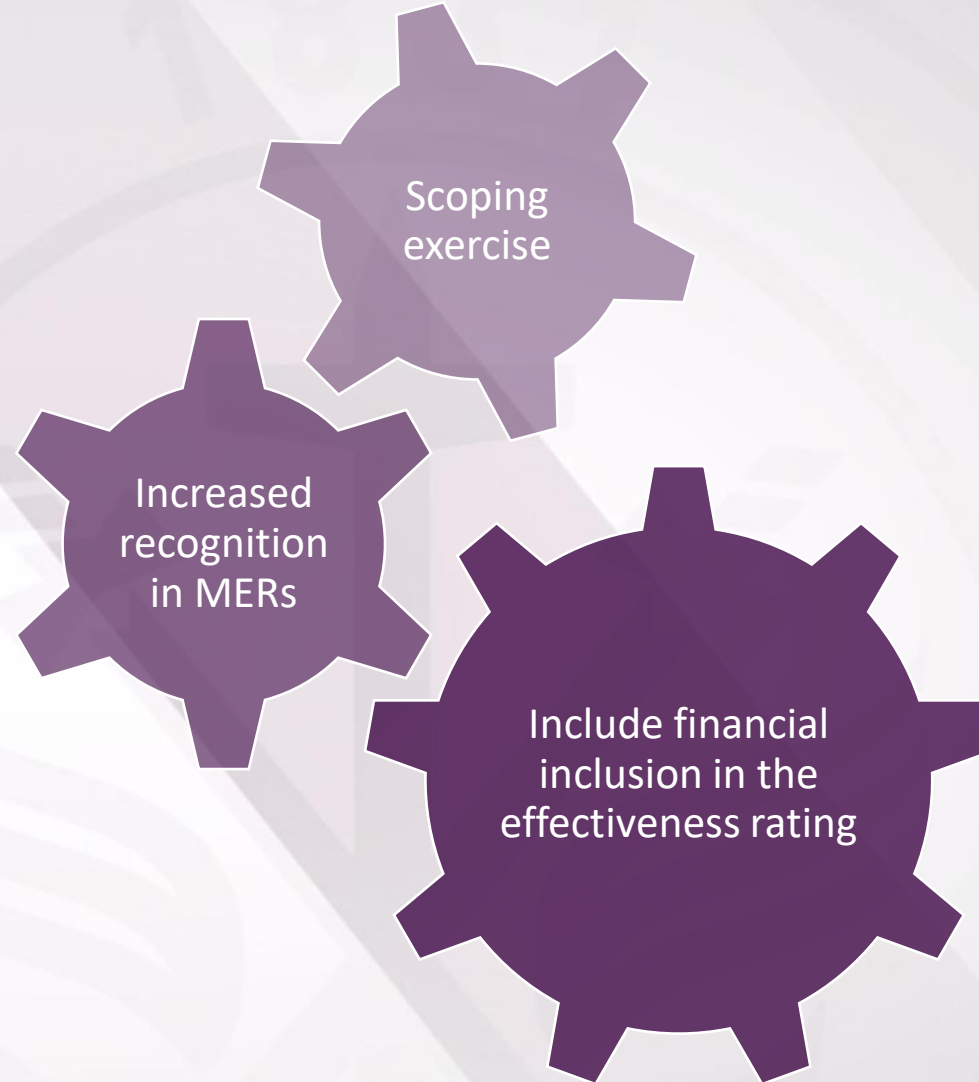 Scoping
exercise
Increased
recognition
in MERs
Include financial
inclusion in the
effectiveness rating